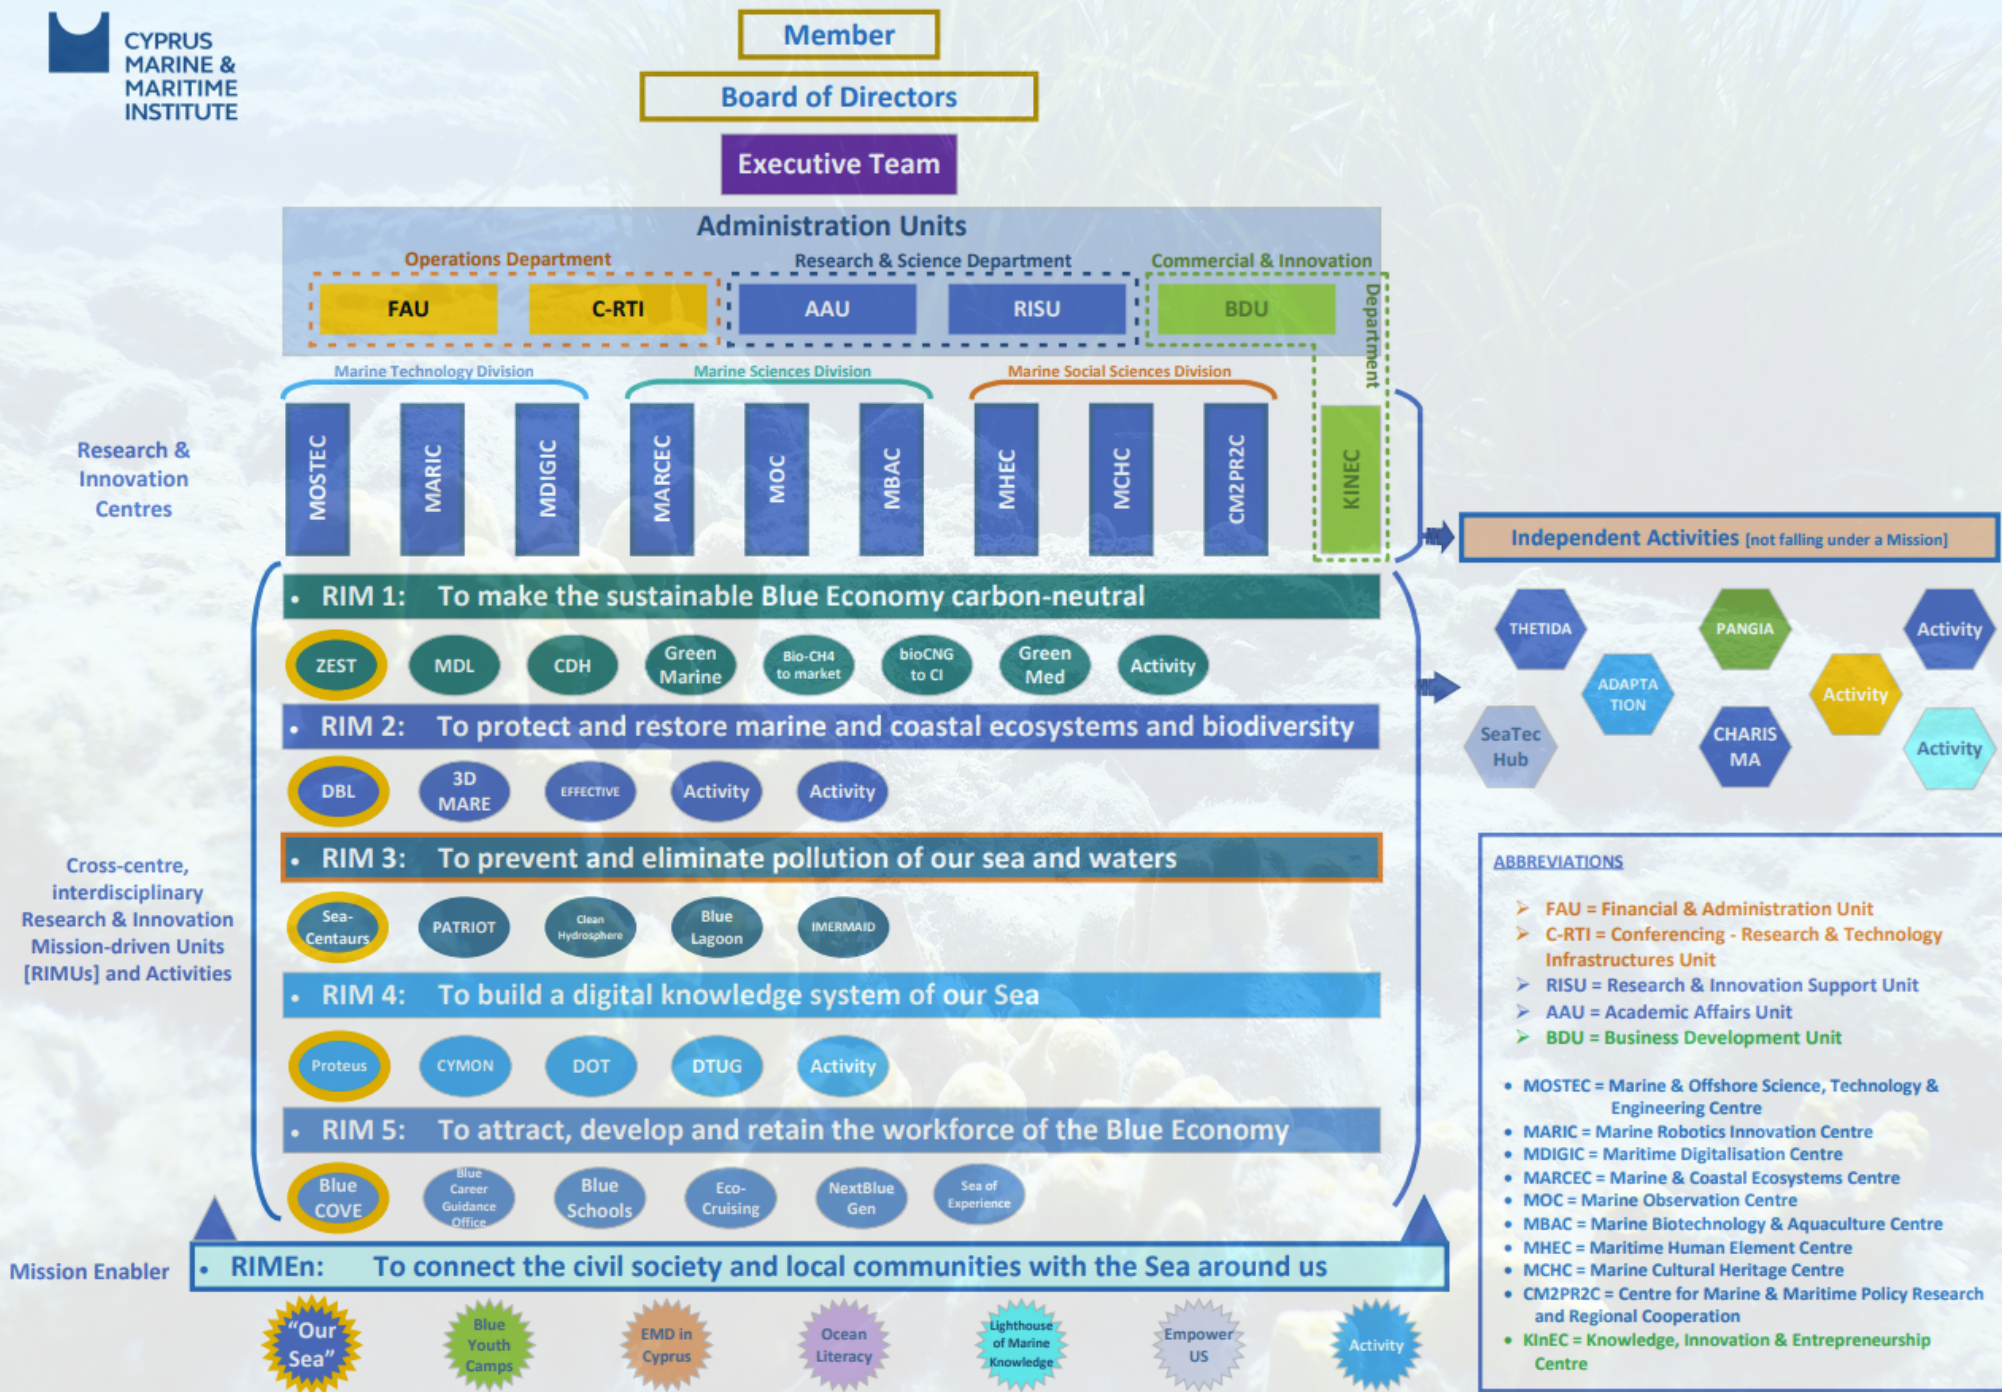 CYPRUS
MARINE &
MARITIME
INSTITUTE
Member
Board of Directors
Executive Team
Administration Units
Operations Department
Research & Science Department
Commercial & Innovation
Department
FAU
C-RTI
AAU
RISU
BDU
Marine Technology Division
Marine Sciences Division
Marine Social Sciences Division
Research &
Innovation
Centres
MOSTEC
MARIC
MDIGIC
MARCEC
MOC
MBAC
MHEC
MCHC
CM2PR2C
KINEC
Independent Activities [not falling under a Mission]
• RIM 1: To make the sustainable Blue Economy carbon-neutral
ZEST
MDL
CDH
Green
Marine
Bio-CH4
to market
bioCNG
to CI
Green
Med
Activity
• RIM 2: To protect and restore marine and coastal ecosystems and biodiversity
DBL
3D
MARE
EFFECTIVE
Activity
Activity
• RIM 3: To prevent and eliminate pollution of our sea and waters
Sea-
Centaurs
PATRIOT
Clean
Hydrosphere
Blue
Lagoon
IMERMAID
• RIM 4: To build a digital knowledge system of our Sea
Proteus
CYMON
DOT
DTUG
Activity
• RIM 5: To attract, develop and retain the workforce of the Blue Economy
Blue
COVE
Blue
Career
Guidance
Office
Blue
Schools
Eco-
Cruising
NextBlue
Gen
Sea of
Experience
Cross-centre,
interdisciplinary
Research & Innovation
Mission-driven Units
[RIMUs] and Activities
Mission Enabler
• RIMEn: To connect the civil society and local communities with the Sea around us
"Our
Sea"
Blue
Youth
Camps
EMD in
Cyprus
Ocean
Literacy
Lighthouse
of Marine
Knowledge
Empower
US
Activity
THETIDA
PANGIA
Activity
ADAPTA
TION
Activity
SeaTec
Hub
CHARIS
MA
Activity
ABBREVIATIONS
➢ FAU = Financial & Administration Unit
➢ C-RTI = Conferencing - Research & Technology
Infrastructures Unit
➢ RISU = Research & Innovation Support Unit
➢ AAU = Academic Affairs Unit
➢ BDU = Business Development Unit
• MOSTEC = Marine & Offshore Science, Technology &
Engineering Centre
• MARIC = Marine Robotics Innovation Centre
• MDIGIC = Maritime Digitalisation Centre
• MARCEC = Marine & Coastal Ecosystems Centre
• MOC = Marine Observation Centre
• MBAC = Marine Biotechnology & Aquaculture Centre
• MHEC = Maritime Human Element Centre
• MCHC = Marine Cultural Heritage Centre
• CM2PR2C = Centre for Marine & Maritime Policy Research
and Regional Cooperation
• KInEC = Knowledge, Innovation & Entrepreneurship
Centre